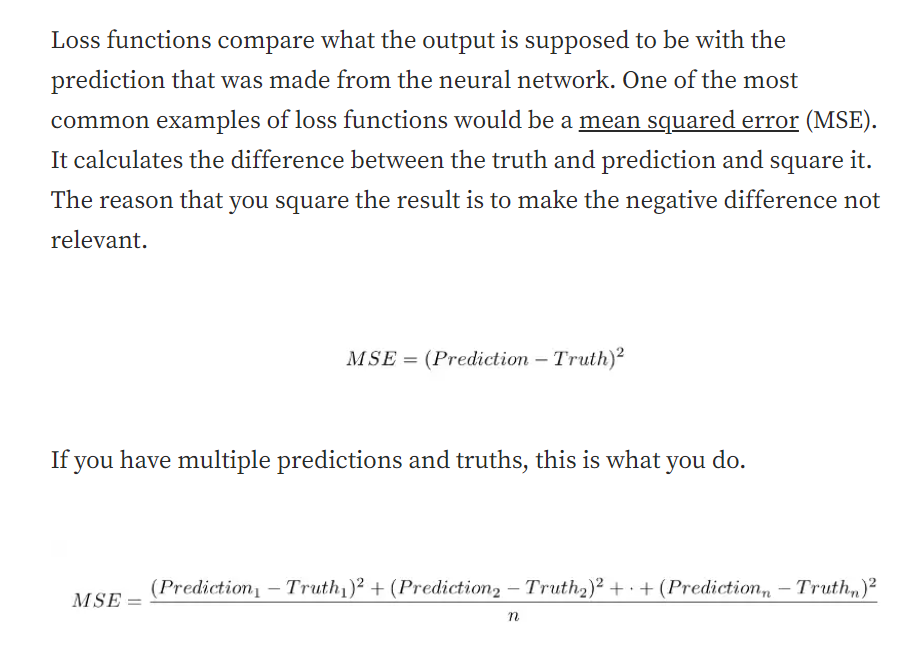 Loss functions compare what the output is supposed to be with the
prediction that was made from the neural network. One of the most
common examples of loss functions would be a mean squared error (MSE).
It calculates the difference between the truth and prediction and square it.
The reason that you square the result is to make the negative difference not
relevant.
MSE = (Prediction − Truth)²
If you have multiple predictions and truths, this is what you do.
MSE = \frac{(Prediction₁ − Truth₁)² + (Prediction₂ − Truth₂)² + · + (Predictionₙ − Truthₙ)²}{n}